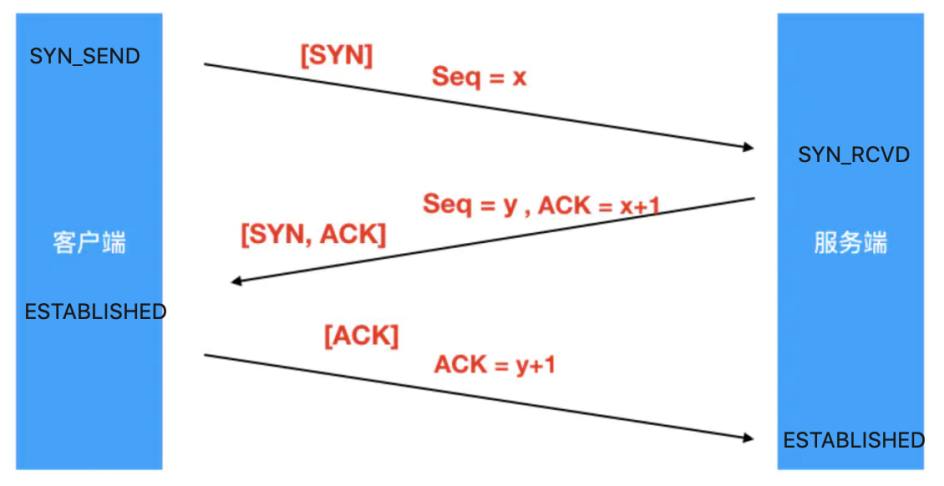 SYN_SEND
[SYN]
Seq = x
SYN_RCVD
Seq = y , ACK = x+1
[SYN, ACK]
客户端
服务端
ESTABLISHED
[ACK]
ACK = y+1
ESTABLISHED